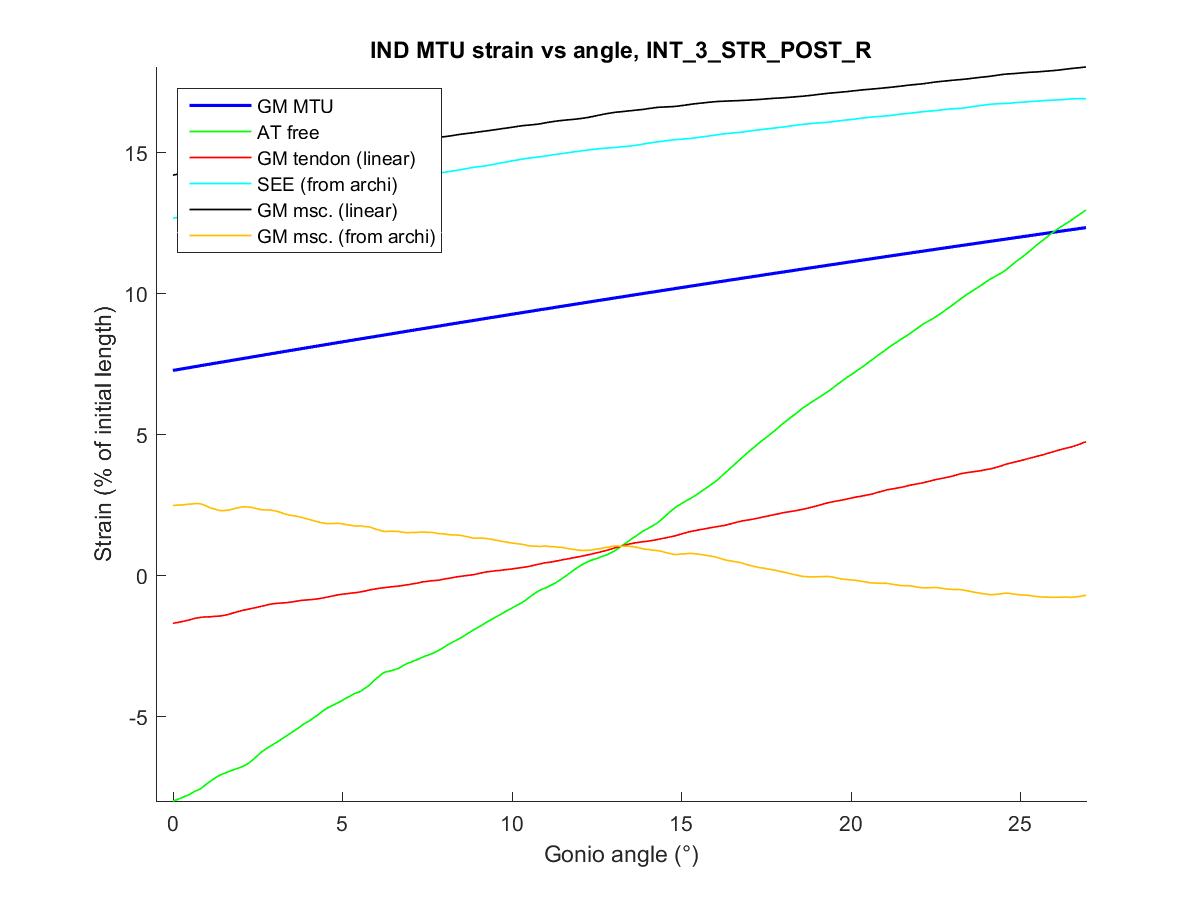 IND MTU strain vs angle, INT_3_STR_POST_R
GM MTU
AT free
GM tendon (linear)
SEE (from archi)
GM msc. (linear)
GM msc. (from archi)
Strain (% of initial length)
15
10
5
0
-5
0 5 10 15 20 25
Gonio angle (°)